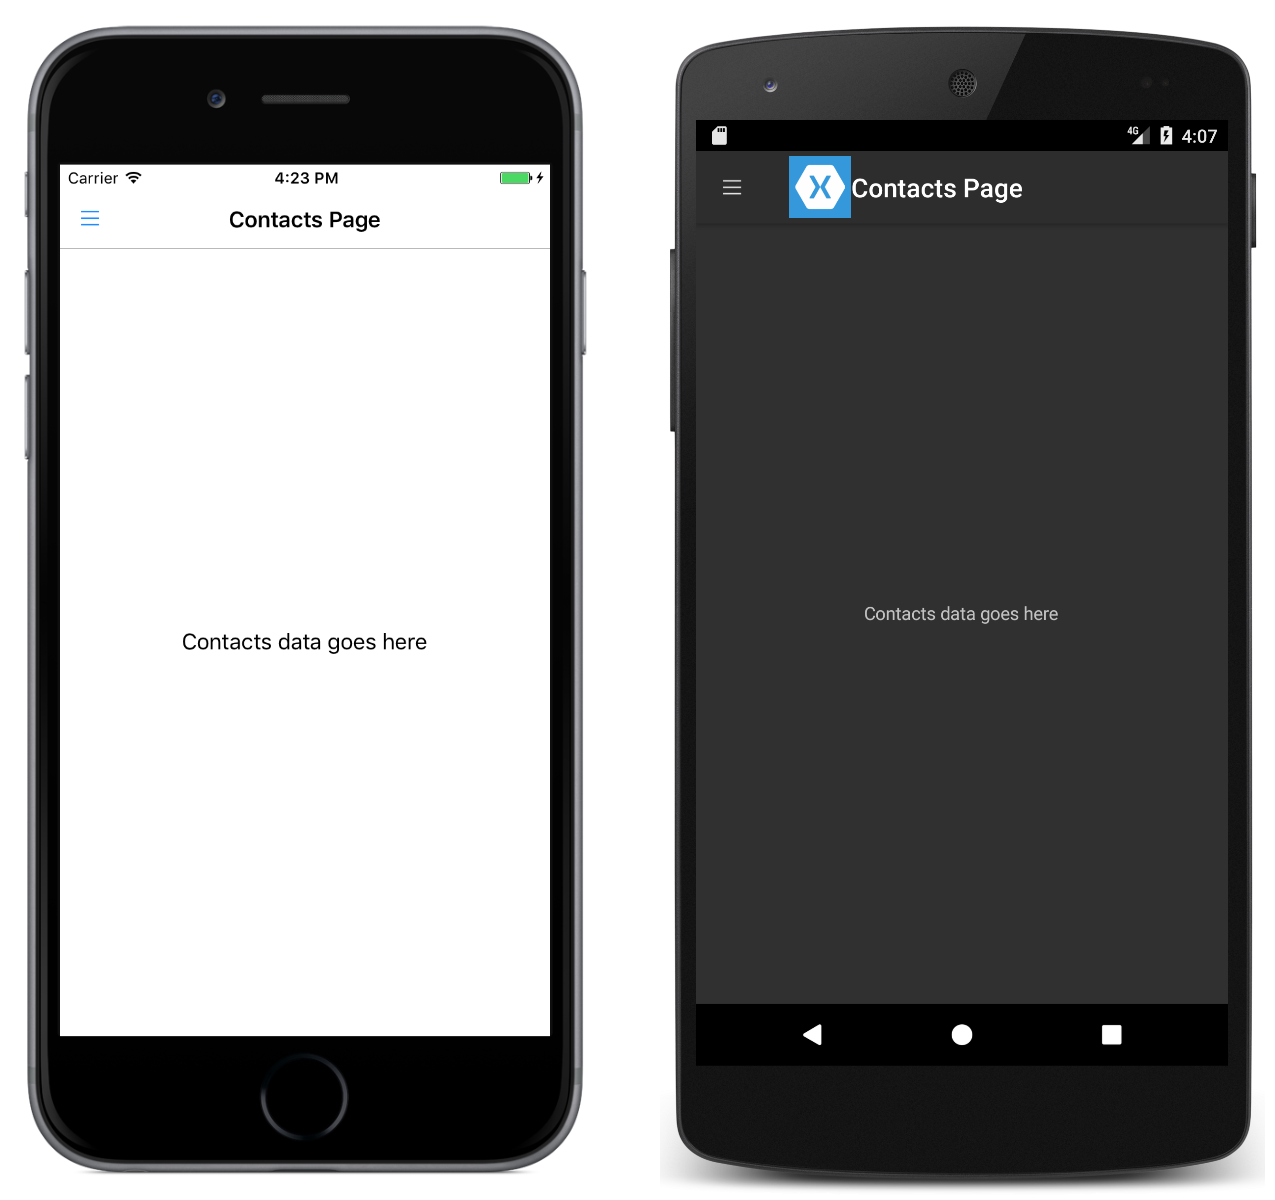 Carrier 4:23 PM
Contacts Page
Contacts data goes here
4G 4:07
X Contacts Page
Contacts data goes here